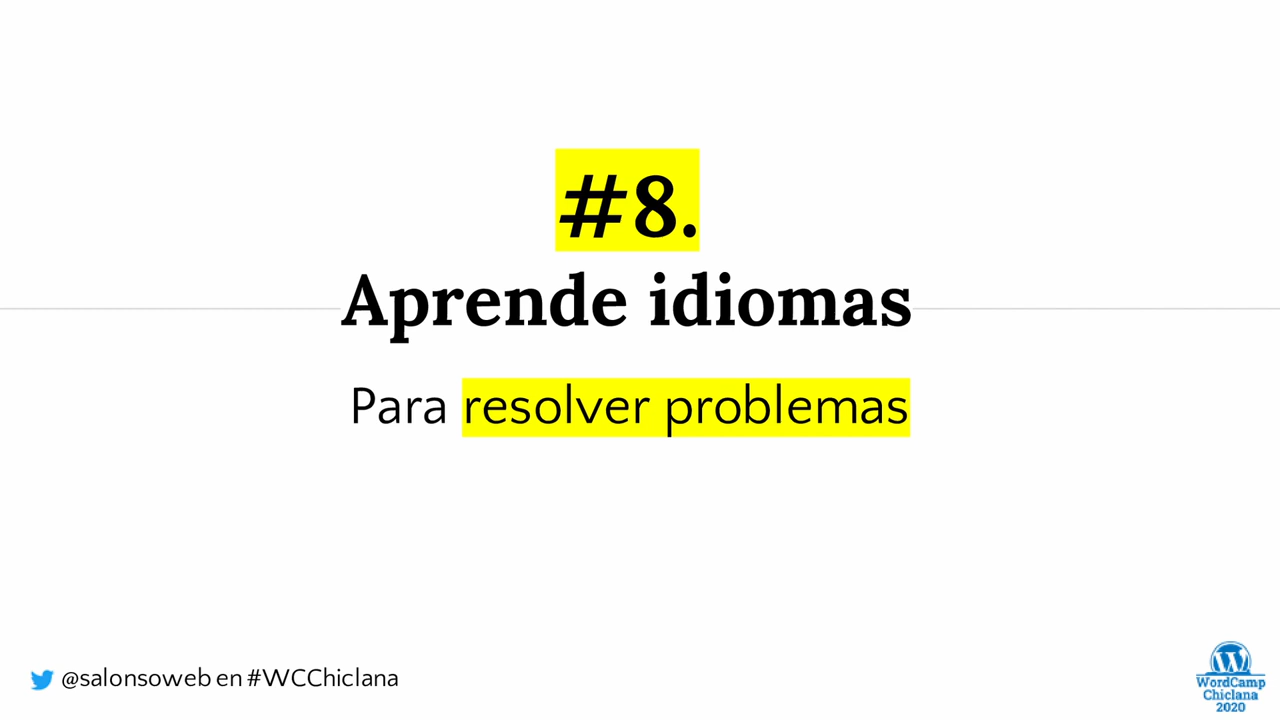 #8.
Aprende idiomas
Para resolver problemas
@salonsoweb en #WCChiclana
WordCamp
Chiclana
2020